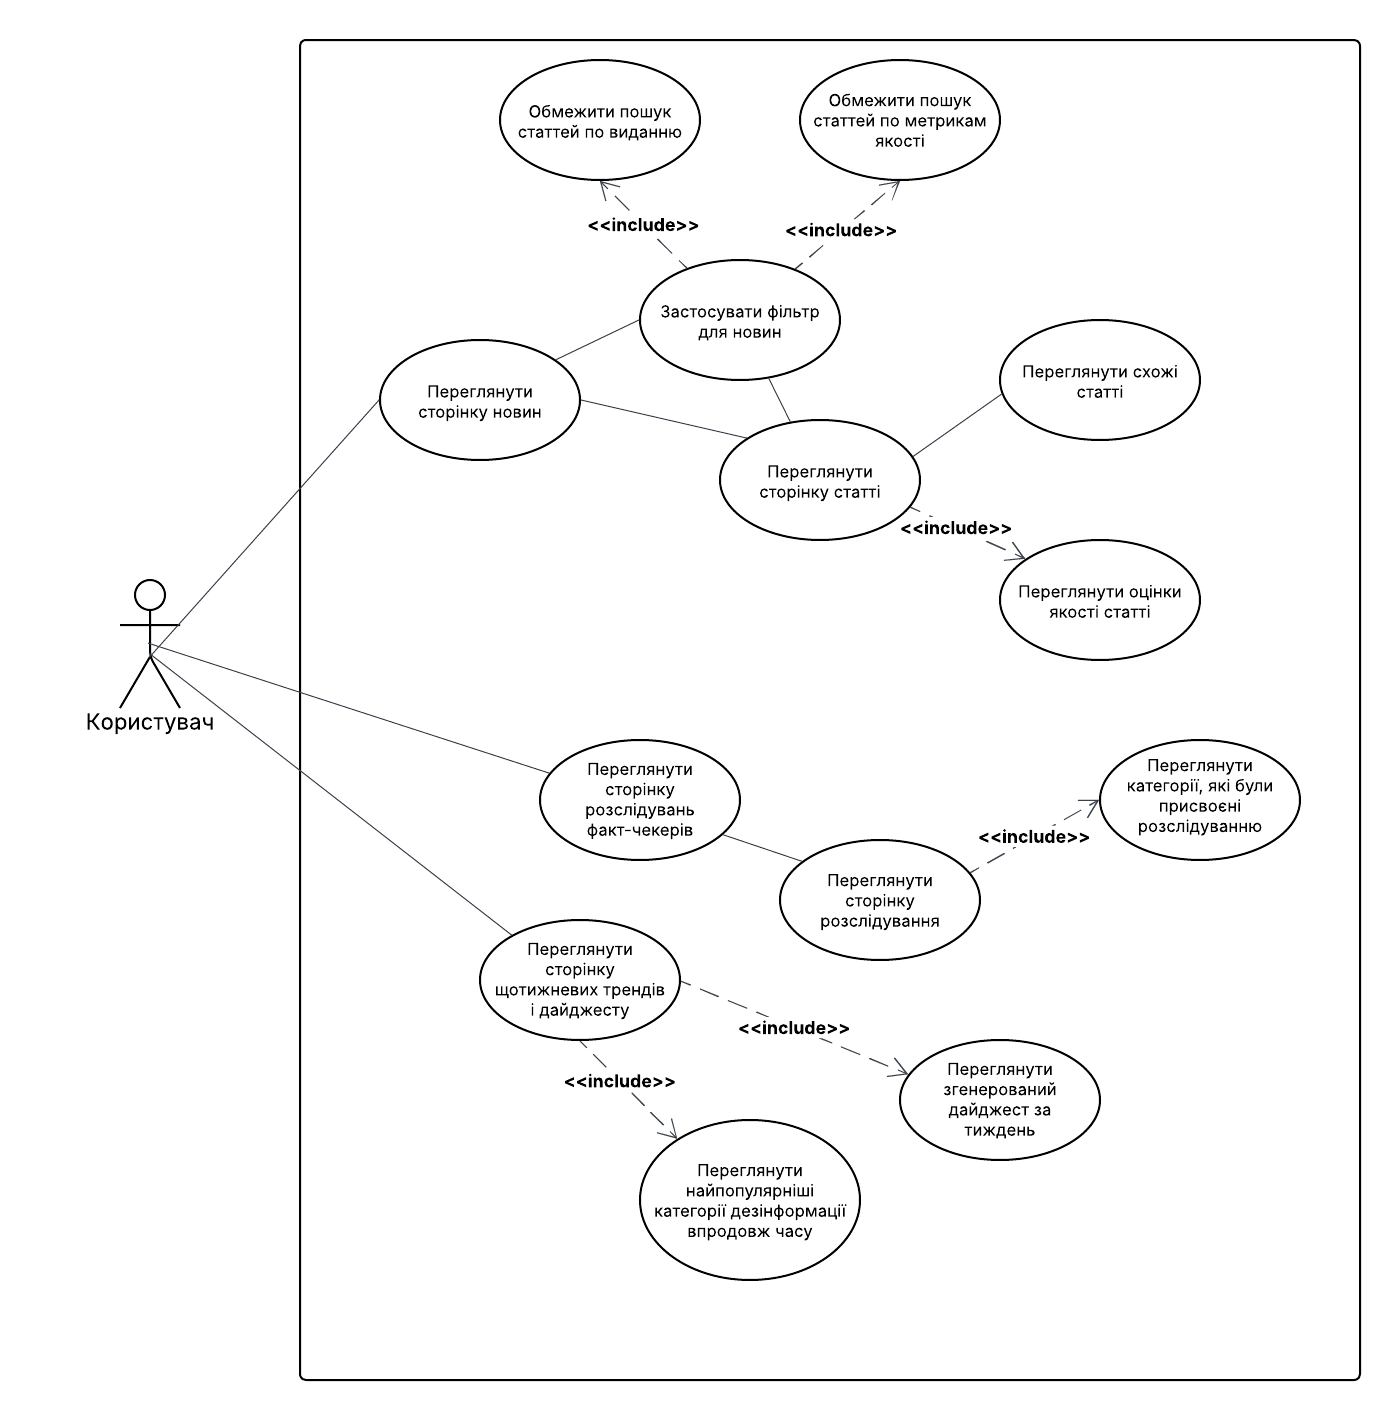 Обмежити пошук
статтей по виданню
Обмежити пошук
статтей по метрикам
якості
<<include>>
<<include>>
Застосувати фільтр
для новин
Переглянути
сторінку новин
Переглянути схожі
статті
Переглянути
сторінку статті
<<include>>
Переглянути оцінки
якості статті
Користувач
Переглянути
сторінку
розслідувань
факт-чекерів
Переглянути
категорії, які були
присвоєні
розслідуванню
<<include>>
Переглянути
сторінку
розслідування
Переглянути
сторінку
щотижневих трендів
і дайджесту
<<include>>
<<include>>
Переглянути
згенерований
дайджест за
тиждень
Переглянути
найпопулярніші
категорії дезінформації
впродовж часу